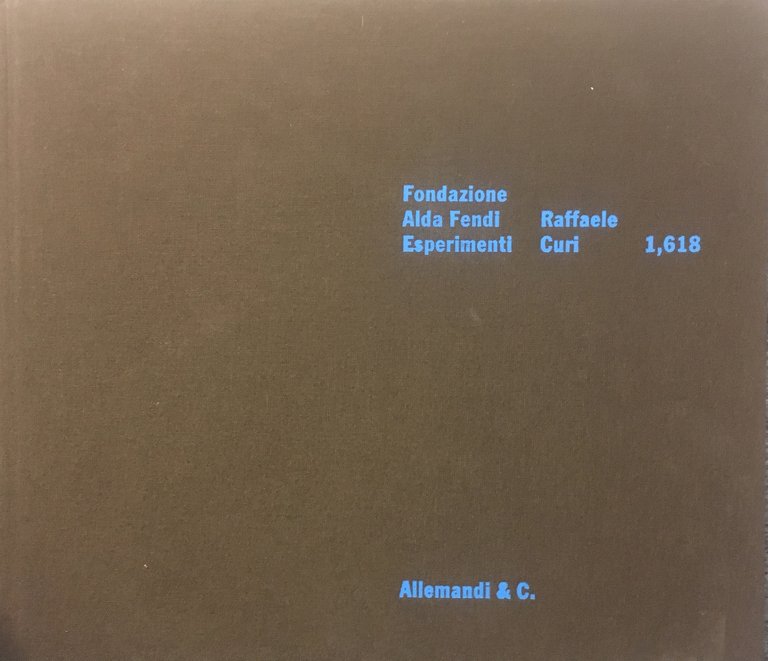 Fondazione
Alda Fendi Raffaele
Esperimenti Curi 1,618
Allemandi & C.